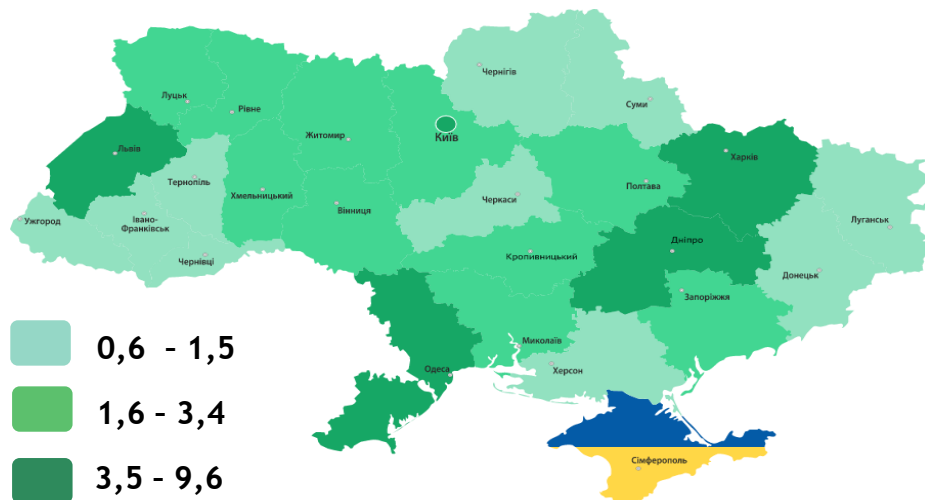 Чернігів
Луцьк
Суми
Рівне
Київ
Житомир
Львів
Харків
Тернопіль
Полтава
Хмельницький
Черкаси
Вінниця
Ужгород
Івано-
Франківськ
Луганськ
Дніпро
Чернівці
Кропивницький
Донецьк
Запоріжжя
Миколаїв
0,6 - 1,5
Одеса
Херсон
1,6 - 3,4
Сімферополь
3,5 - 9,6